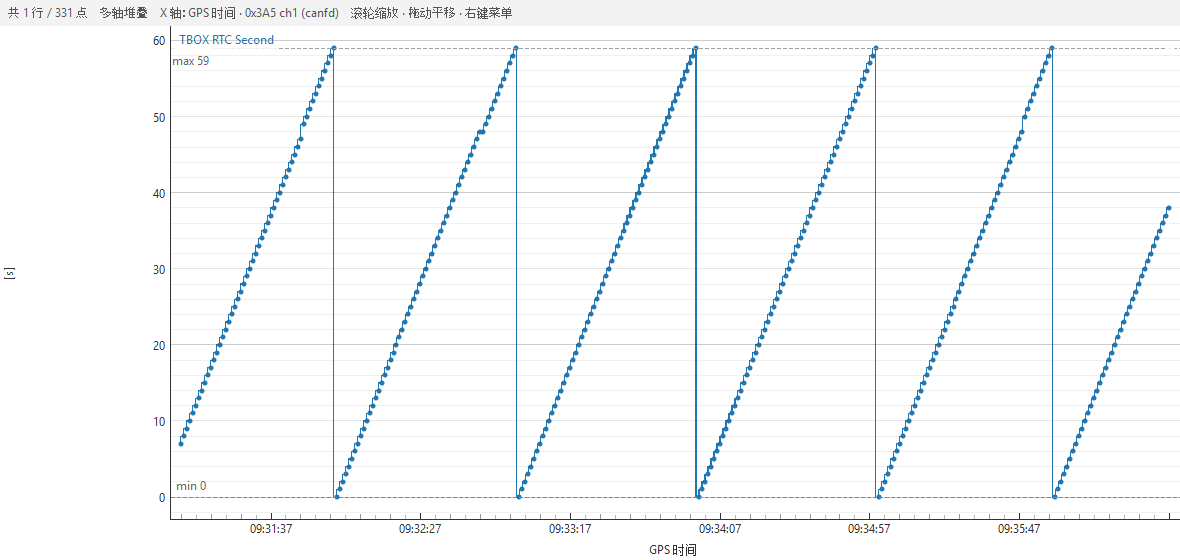 共 1 行 / 331 点 多轴堆叠 X 轴: GPS 时间 · 0x3A5 ch1 (canfd) 滚轮缩放 · 拖动平移 · 右键菜单
TBOX RTC Second
max 59
60
50
40
30
20
10
0
[s]
min 0
09:31:37 09:32:27 09:33:17 09:34:07 09:34:57 09:35:47
GPS 时间